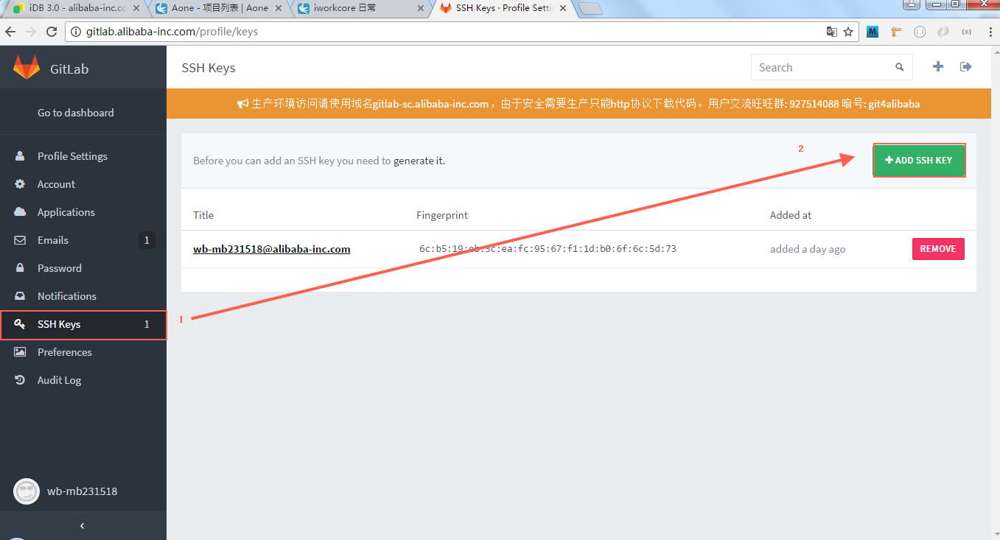 iDB 3.0 - alibaba-inc.co
Aone - 项目列表 | Aone
iworkcore 日常
SSH Keys · Profile Setti
gitlab.alibaba-inc.com/profile/keys
GitLab
SSH Keys
Search
Go to dashboard
生产环境访问请使用域名gitlab-sc.alibaba-inc.com，由于安全需要生产只能http协议下载代码。用户交流旺旺群: 927514088 暗号: git4alibaba
Profile Settings
Account
Applications
Emails 1
Password
Notifications
SSH Keys 1
Preferences
Audit Log
wb-mb231518
Before you can add an SSH key you need to generate it.
2
ADD SSH KEY
Title Fingerprint Added at
wb-mb231518@alibaba-inc.com 6c:b5:19:eb:3c:ea:fc:95:67:f1:1d:b0:6f:6c:5d:73 added a day ago REMOVE
1
M